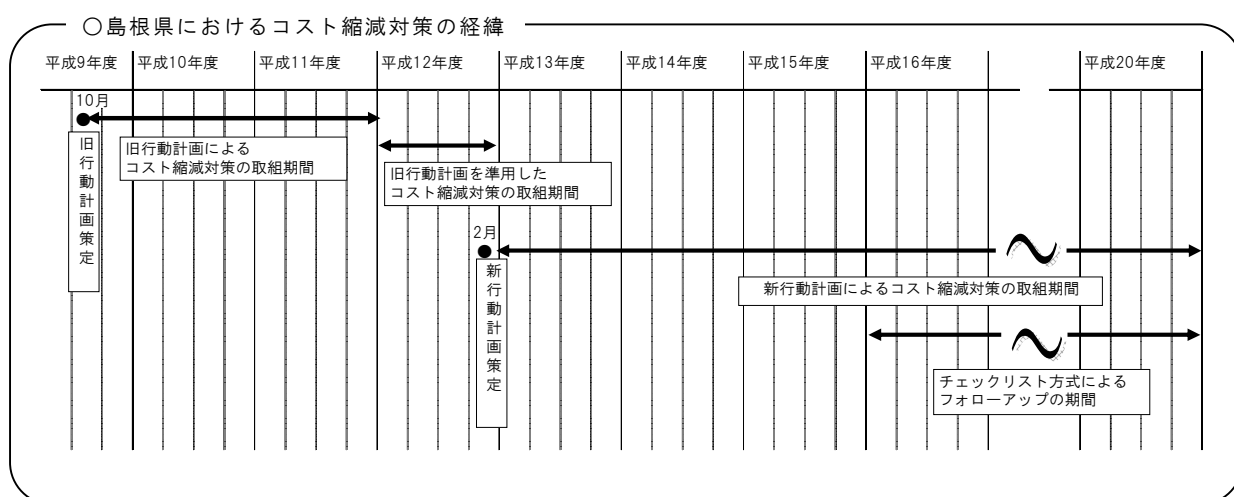 ○島根県におけるコスト縮減対策の経緯
平成9年度 平成10年度 平成11年度 平成12年度 平成13年度 平成14年度 平成15年度 平成16年度 平成20年度
10月
旧行動計画策定
旧行動計画による
コスト縮減対策の取組期間
旧行動計画を準用した
コスト縮減対策の取組期間
2月
新行動計画策定
新行動計画によるコスト縮減対策の取組期間
チェックリスト方式による
フォローアップの期間